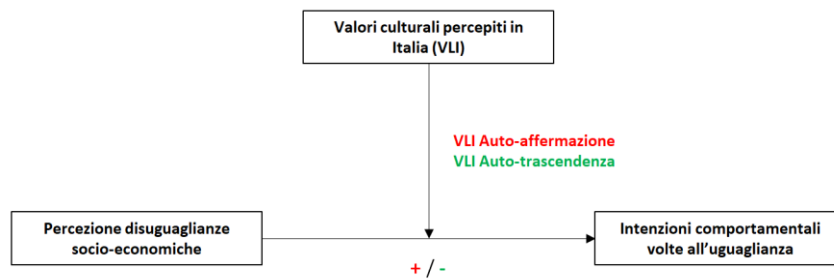 Valori culturali percepiti in
Italia (VLI)
VLI Auto-affermazione
VLI Auto-trascendenza
Percezione disuguaglianze
socio-economiche
Intenzioni comportamentali
volte all'uguaglianza
+ / -